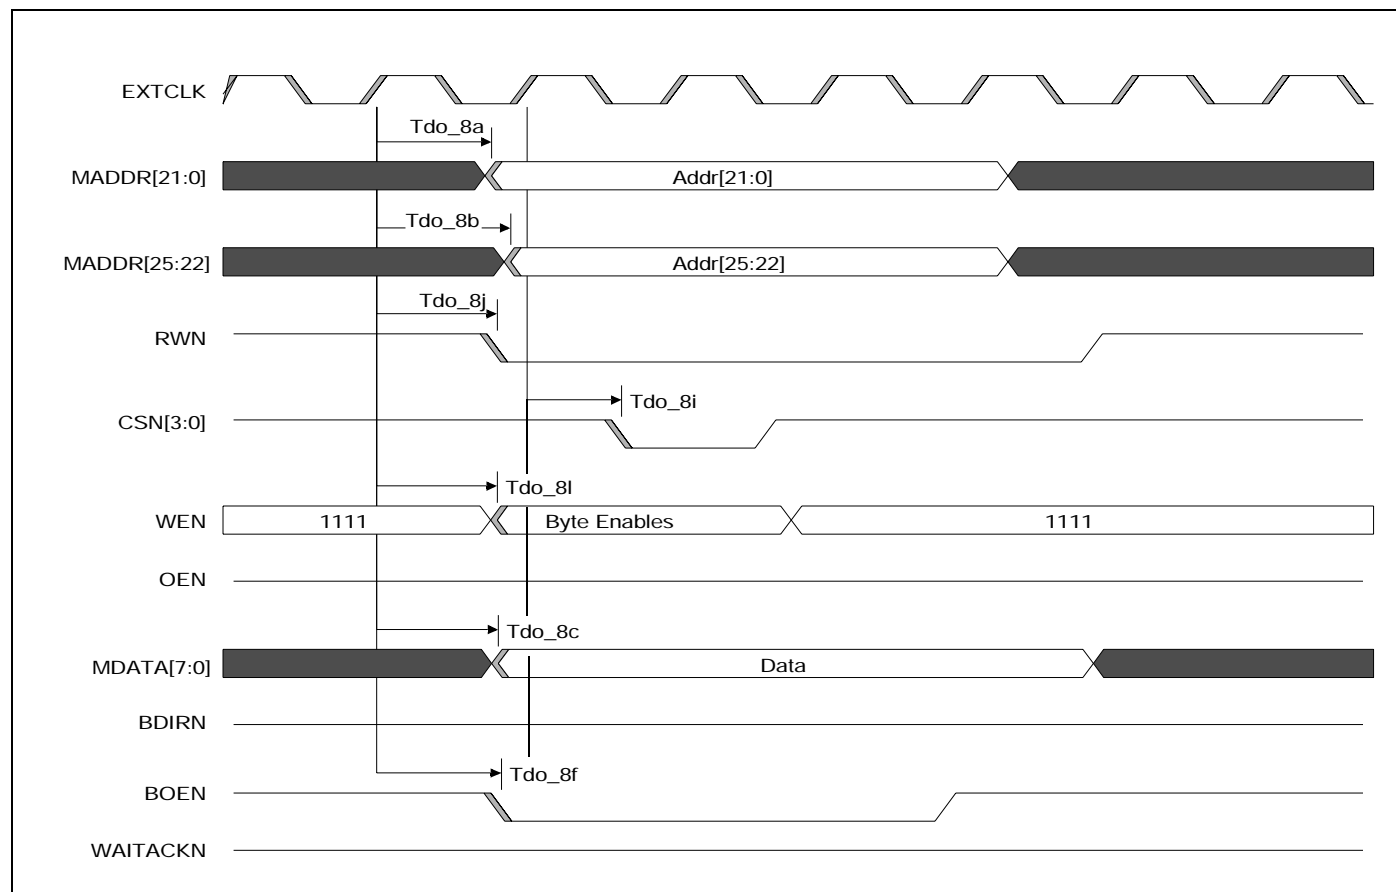 EXTCLK
Tdo_8a
MADDR[21:0] Addr[21:0]
Tdo_8b
MADDR[25:22] Addr[25:22]
Tdo_8j
RWN
Tdo_8i
CSN[3:0]
Tdo_8l
WEN 1111 Byte Enables 1111
OEN
Tdo_8c
MDATA[7:0] Data
BDIRN
Tdo_8f
BOEN
WAITACKN